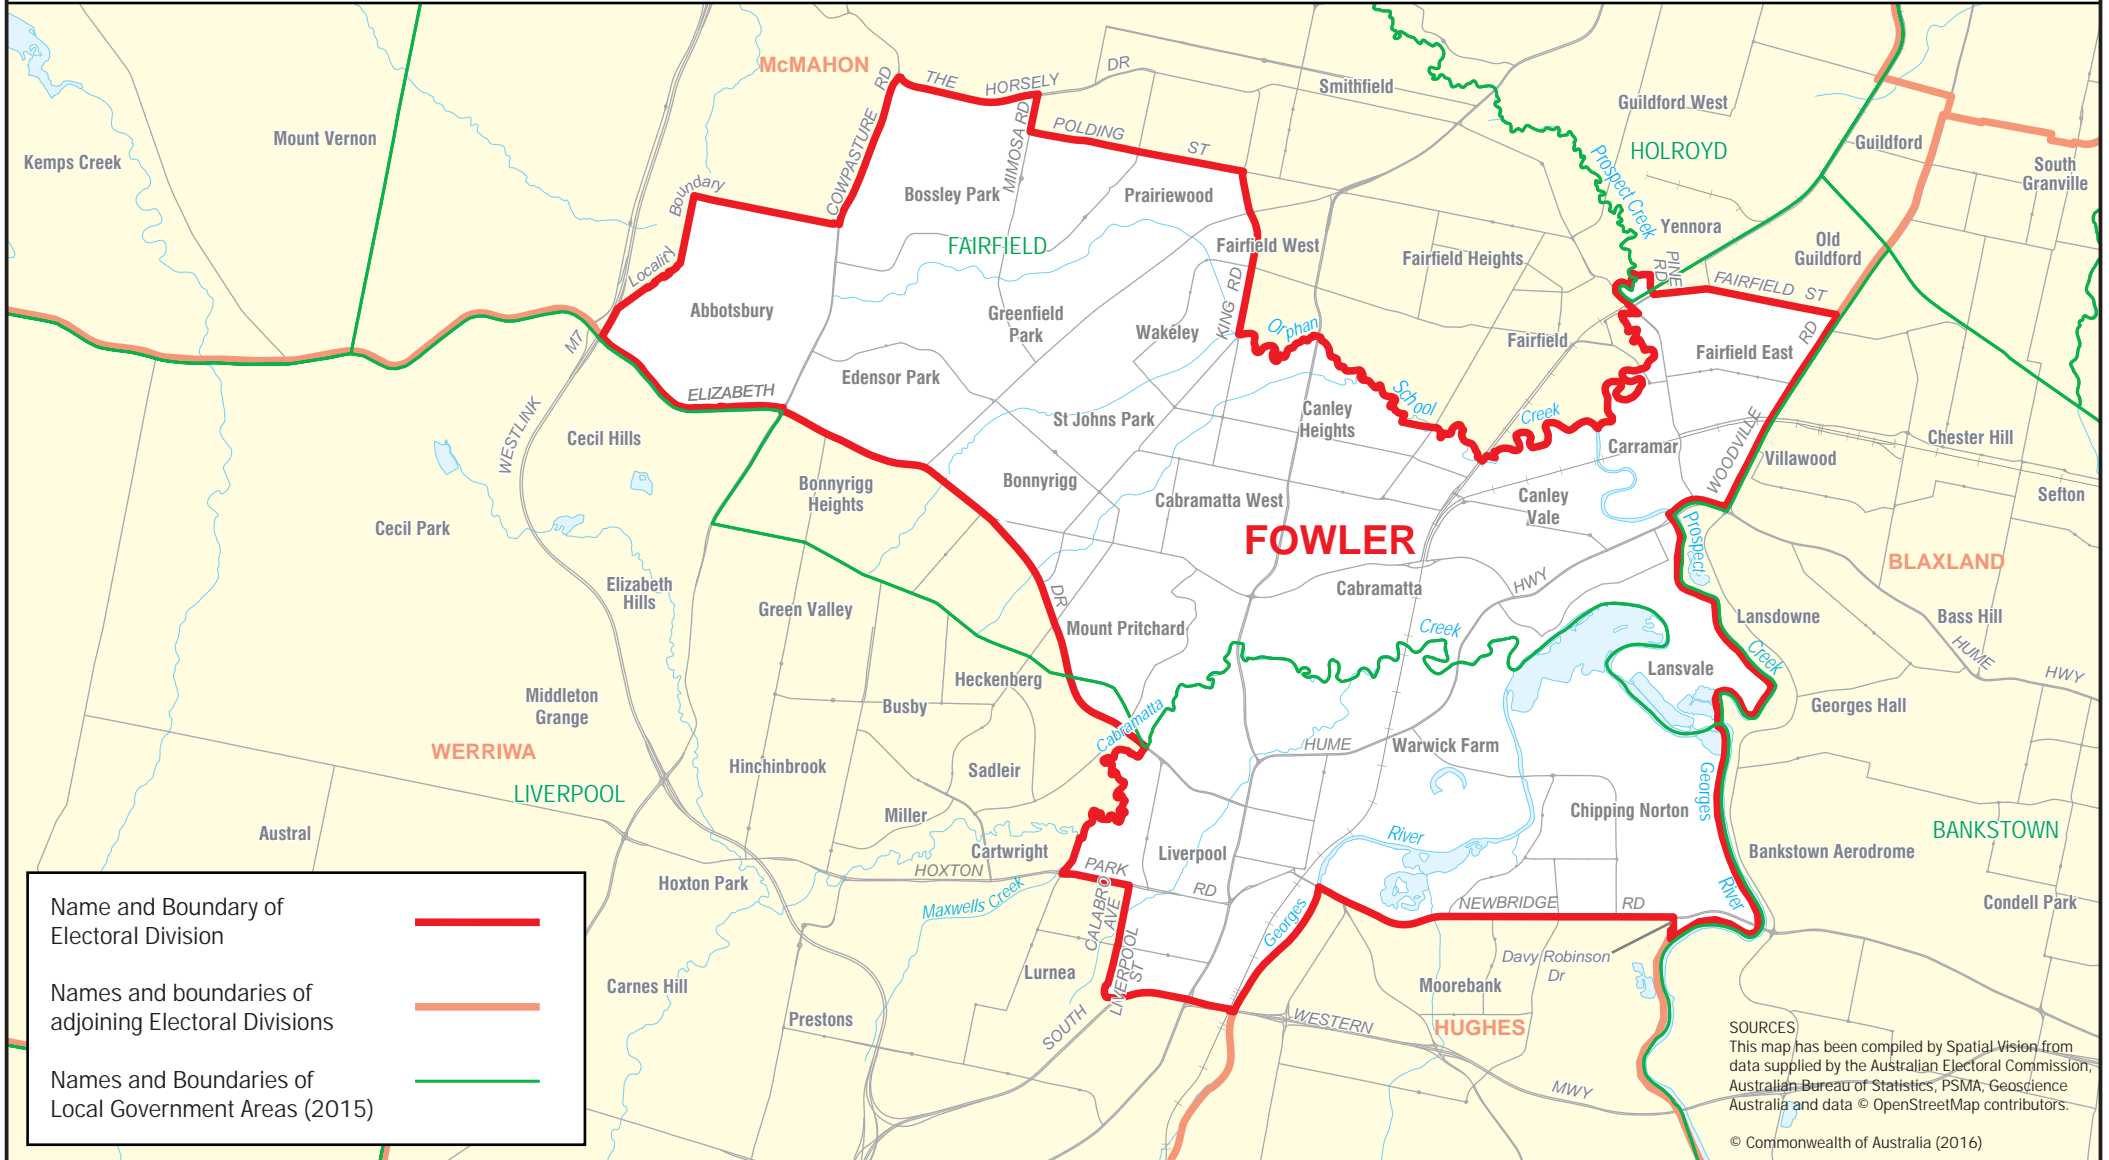 McMAHON
THE
HORSELY
DR
RD
Smithfield
Guildford West
Mount Vernon
Kemps Creek
COWPASTURE
MIMOSA RD
POLDING
ST
Prospect Creek
HOLROYD
Guildford
South
Granville
Boundary
Bossley Park
Prairiewood
Yennora
FAIRFIELD
Fairfield West
Fairfield Heights
Old
Guildford
Locality
PINE
RD
FAIRFIELD ST
Abbotsbury
Greenfield
Park
Wakeley
KING RD
Orphan
Fairfield
RD
Fairfield East
M7
ELIZABETH
Edensor Park
School
Creek
WESTLINK
Cecil Hills
St Johns Park
Canley
Heights
Carramar
WOODVILLE
Chester Hill
Villawood
Bonnyrigg
Heights
Bonnyrigg
Cabramatta West
Canley
Vale
Sefton
Cecil Park
FOWLER
Prospect
BLAXLAND
Elizabeth
Hills
Green Valley
DR
Cabramatta
HWY
Mount Pritchard
Creek
Lansdowne
Bass Hill
Heckenberg
Lansvale
Creek
HUME
HWY
Middleton
Grange
Busby
Cabramatta
Georges Hall
WERRIWA
HUME
Warwick Farm
Hinchinbrook
Sadleir
LIVERPOOL
Georges
Miller
Chipping Norton
Austral
River
BANKSTOWN
Cartwright
Liverpool
Bankstown Aerodrome
HOXTON
PARK
RD
Hoxton Park
Maxwells Creek
CALABRO
AVE
River
NEWBRIDGE
RD
Condell Park
Georges
LIVERPOOL
ST
Davy Robinson
Dr
Lurnea
Moorebank
Carnes Hill
Prestons
SOUTH
WESTERN
HUGHES
MWY
Name and Boundary of
Electoral Division
Names and boundaries of
adjoining Electoral Divisions
Names and Boundaries of
Local Government Areas (2015)
SOURCES
This map has been compiled by Spatial Vision from
data supplied by the Australian Electoral Commission,
Australian Bureau of Statistics, PSMA, Geoscience
Australia and data © OpenStreetMap contributors.
© Commonwealth of Australia (2016)